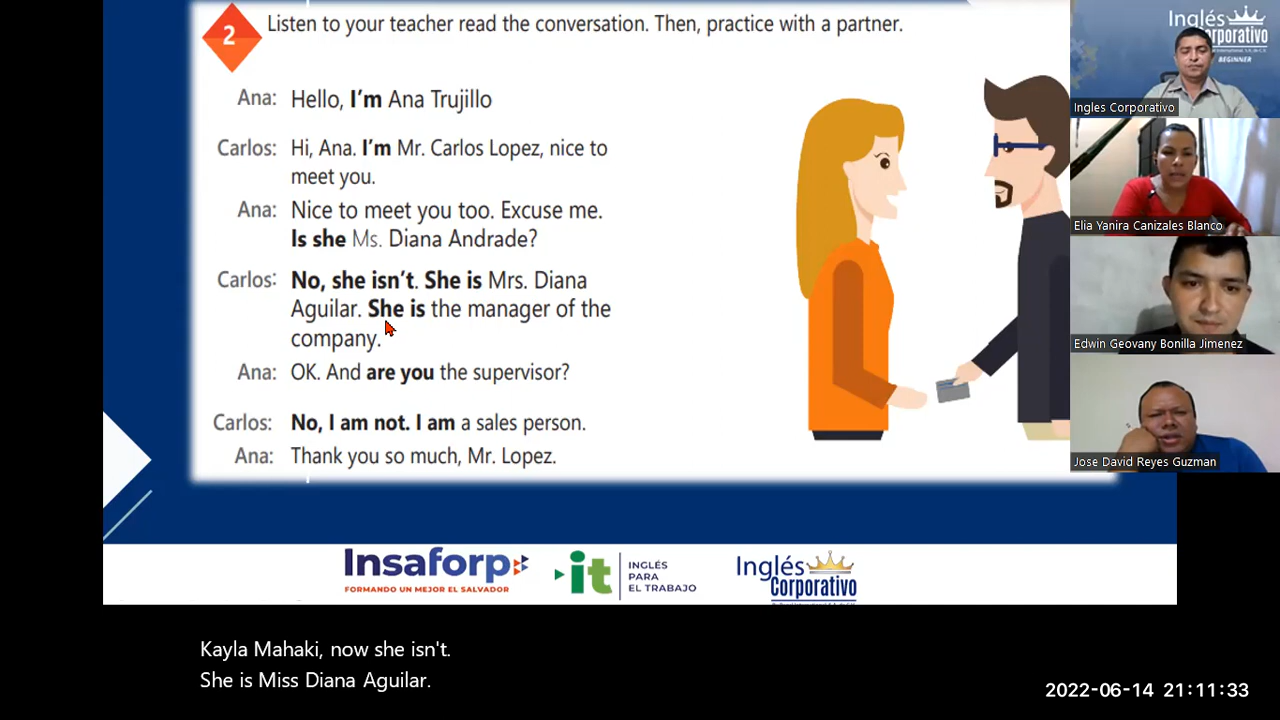 2
Listen to your teacher read the conversation. Then, practice with a partner.
Ana: Hello, I'm Ana Trujillo
Carlos: Hi, Ana. I'm Mr. Carlos Lopez, nice to
meet you.
Ana: Nice to meet you too. Excuse me.
Is she Ms. Diana Andrade?
Carlos: No, she isn't. She is Mrs. Diana
Aguilar. She is the manager of the
company.
Ana: OK. And are you the supervisor?
Carlos: No, I am not. I am a sales person.
Ana: Thank you so much, Mr. Lopez.
Inglés
Corporativo
BEGINNER
Ingles Corporativo
Elia Yanira Canizales Blanco
Edwin Geovany Bonilla Jimenez
Jose David Reyes Guzman
Insaforp
FORMANDO UN MEJOR EL SALVADOR
it
INGLÉS
PARA
EL TRABAJO
Inglés
Corporativo
Kayla Mahaki, now she isn't.
She is Miss Diana Aguilar.
2022-06-14 21:11:33